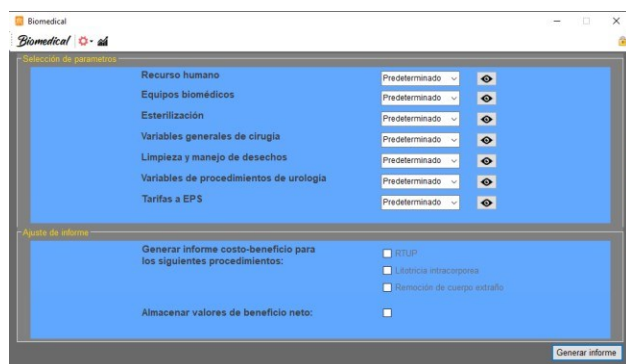 Biomedical
Biomedical
Selección de parametros
Recurso humano Predeterminado
Equipos biomédicos Predeterminado
Esterilización Predeterminado
Variables generales de cirugia Predeterminado
Limpieza y manejo de desechos Predeterminado
Variables de procedimientos de urologia Predeterminado
Tarifas a EPS Predeterminado
Ajuste de informe
Generar informe costo-beneficio para
los siguientes procedimientos:
RTUP
Litotricia intracorporea
Remoción de cuerpo extraño
Almacenar valores de beneficio neto:
Generar informe